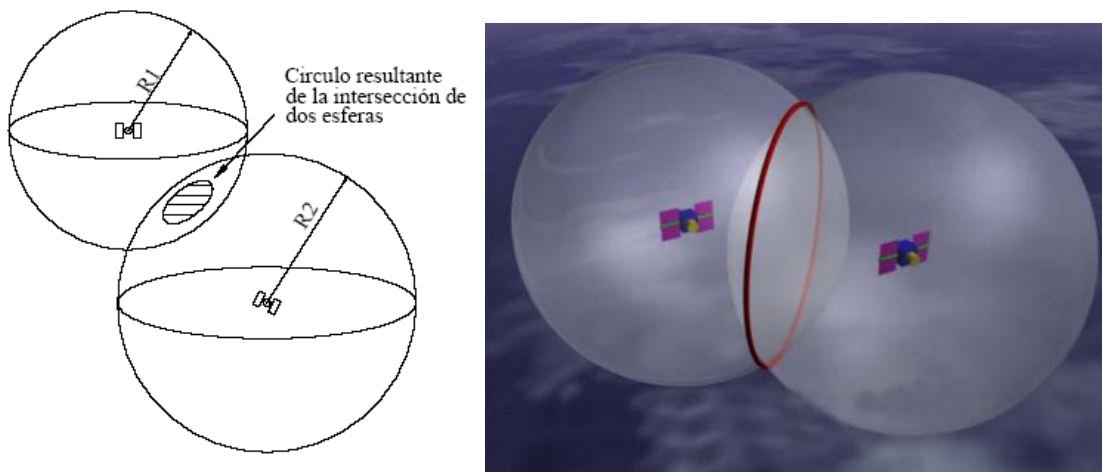 R1
Circulo resultante
de la intersección de
dos esferas
R2